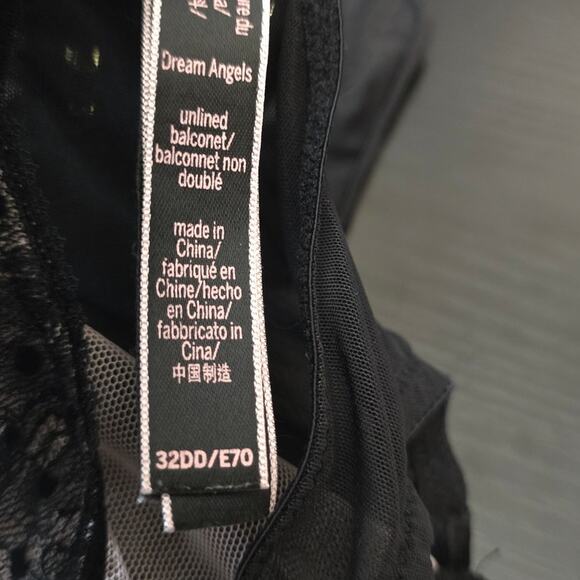 Dream Angels
unlined
balconet/
balconnet non
doublé
made in
China/
fabriqué en
Chine/hecho
en China/
fabbricato in
Cina/
中国制造
32DD/E70